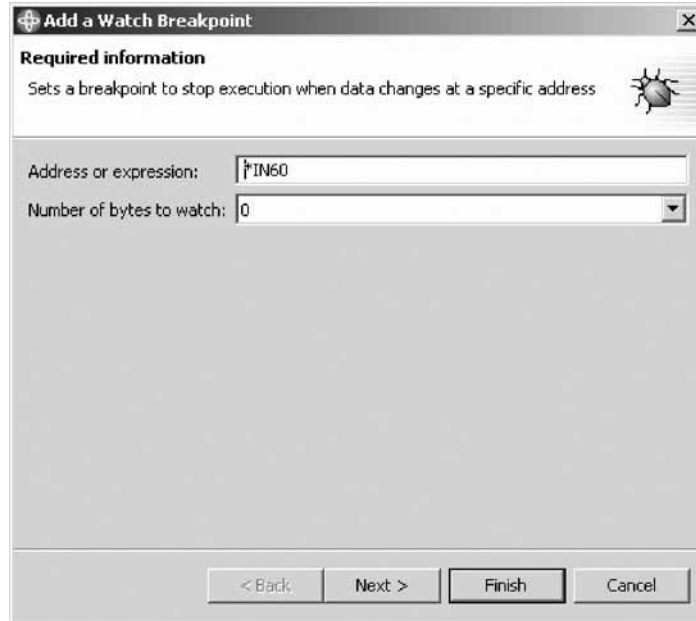 Add a Watch Breakpoint
Required information
Sets a breakpoint to stop execution when data changes at a specific address
Address or expression: *IN60
Number of bytes to watch: 0
< Back Next > Finish Cancel